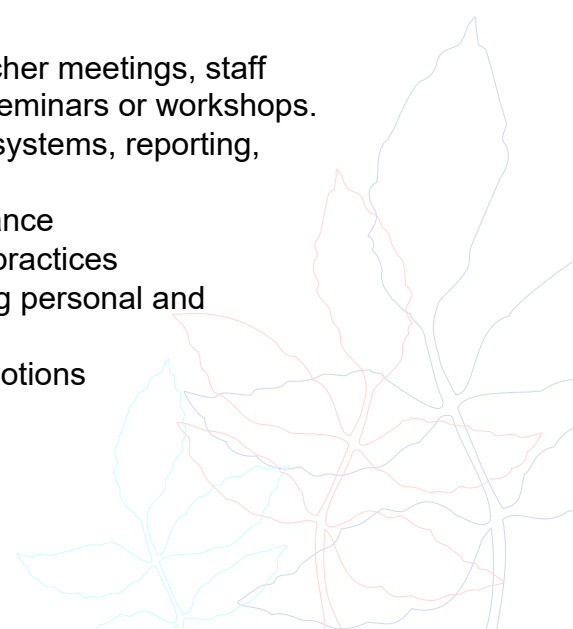 cher meetings, staff
eminars or workshops.
systems, reporting,
ance
practices
g personal and
otions